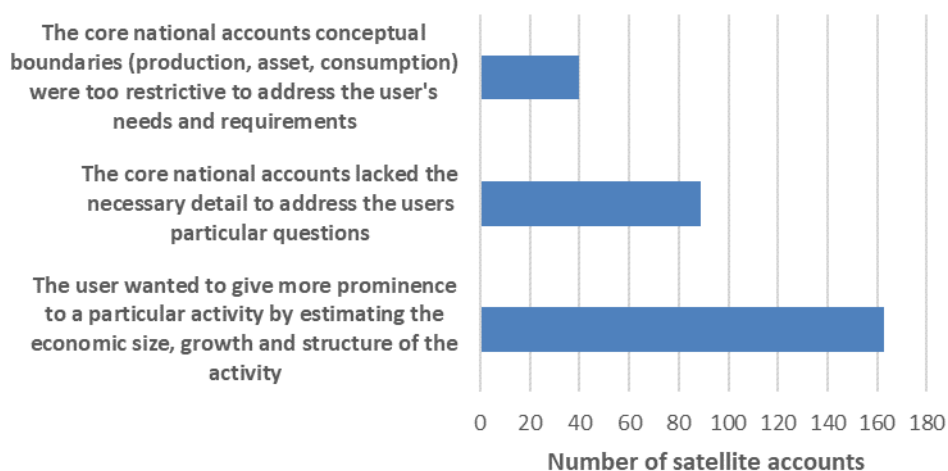 The core national accounts conceptual
boundaries (production, asset, consumption)
were too restrictive to address the user's
needs and requirements
The core national accounts lacked the
necessary detail to address the users
particular questions
The user wanted to give more prominence
to a particular activity by estimating the
economic size, growth and structure of the
activity
0 20 40 60 80 100 120 140 160 180
Number of satellite accounts